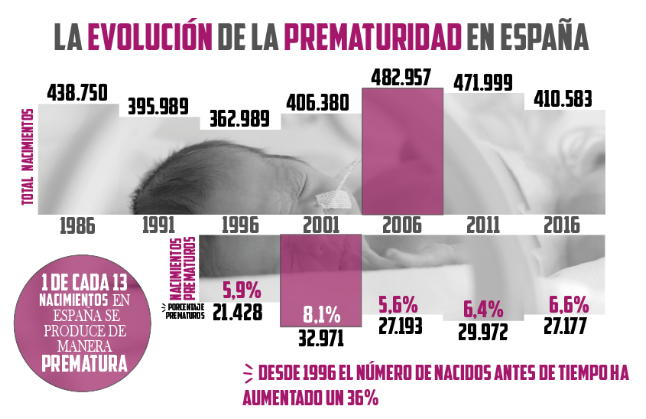 LA EVOLUCIÓN DE LA PREMATURIDAD EN ESPAÑA
TOTAL NACIMIENTOS
438.750 395.989 362.989 406.380 482.957 471.999 410.583
1986 1991 1996 2001 2006 2011 2016
NACIMIENTOS
PREMATUROS
PORCENTAJE
PREMATUROS
5,9% 8,1% 5,6% 6,4% 6,6%
21.428 32.971 27.193 29.972 27.177
1 DE CADA 13
NACIMIENTOS EN
ESPAÑA SE
PRODUCE DE
MANERA
PREMATURA
DESDE 1996 EL NÚMERO DE NACIDOS ANTES DE TIEMPO HA
AUMENTADO UN 36%